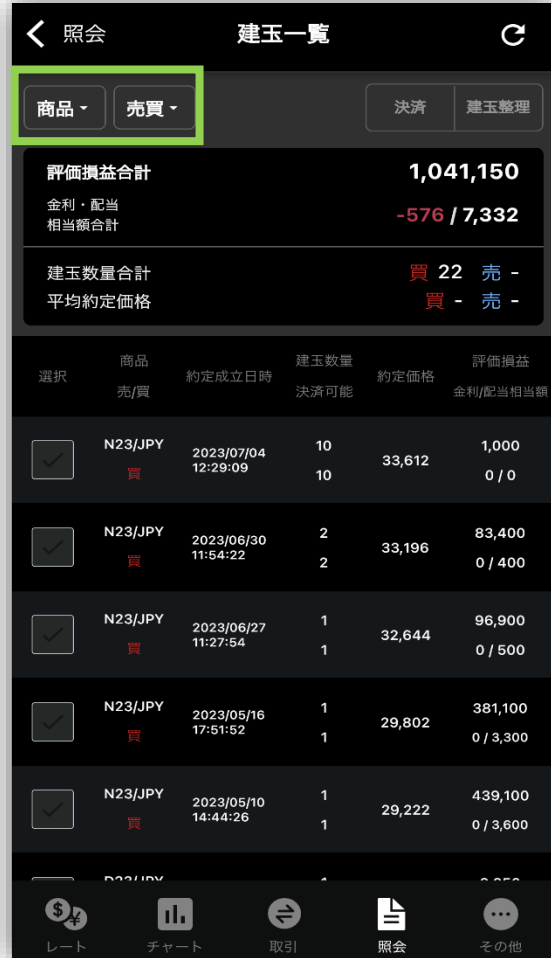 照会
建玉一覧
商品
売買
決済
建玉整理
評価損益合計 1,041,150
金利・配当
相当額合計
-576 / 7,332
建玉数量合計 買 22 売 -
平均約定価格 買 - 売 -
選択
商品
売/買
約定成立日時
建玉数量
決済可能
約定価格
評価損益
金利/配当相当額
N23/JPY
買
2023/07/04
12:29:09
10
10
33,612
1,000
0 / 0
N23/JPY
買
2023/06/30
11:54:22
2
2
33,196
83,400
0 / 400
N23/JPY
買
2023/06/27
11:27:54
1
1
32,644
96,900
0 / 500
N23/JPY
買
2023/05/16
17:51:52
1
1
29,802
381,100
0 / 3,300
N23/JPY
買
2023/05/10
14:44:26
1
1
29,222
439,100
0 / 3,600
レート
チャート
取引
照会
その他